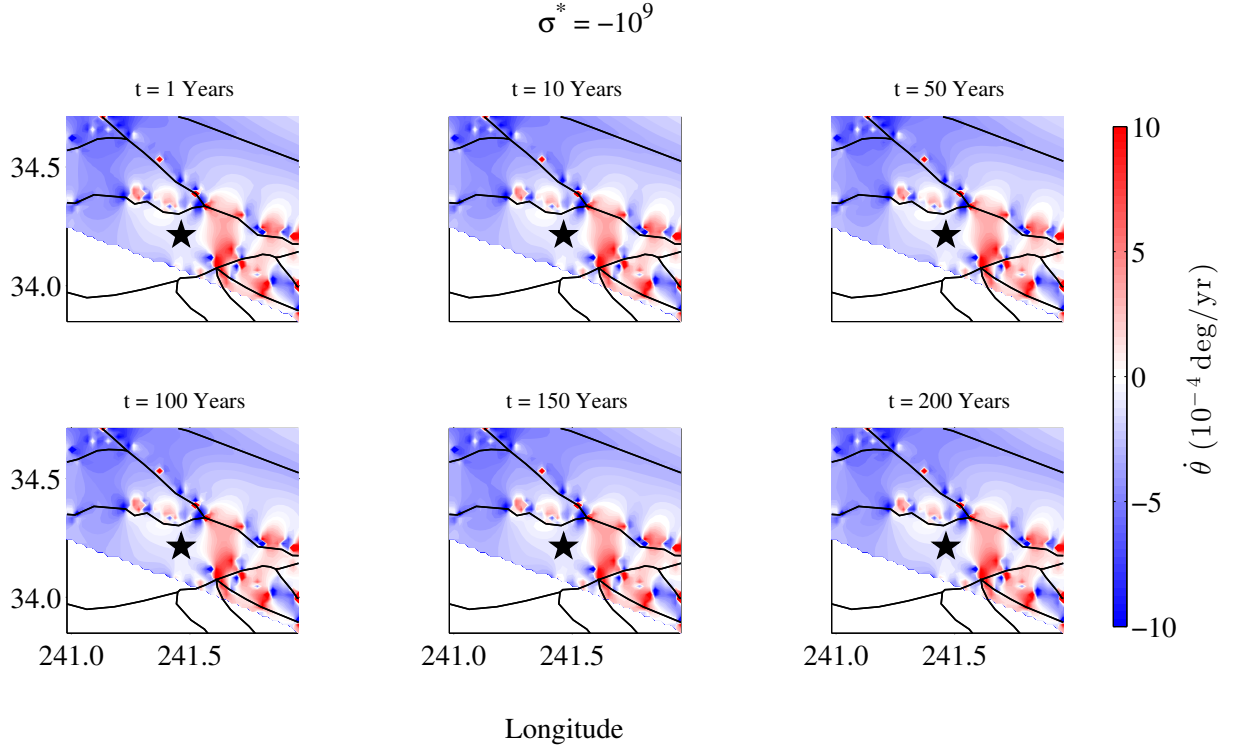 σ* = −10⁹
t = 1 Years
t = 10 Years
t = 50 Years
34.5
34.0
t = 100 Years
t = 150 Years
t = 200 Years
34.5
34.0
241.0 241.5
241.0 241.5
241.0 241.5
Longitude
10
5
0
−5
−10
θ̇ (10⁻⁴ deg/yr)